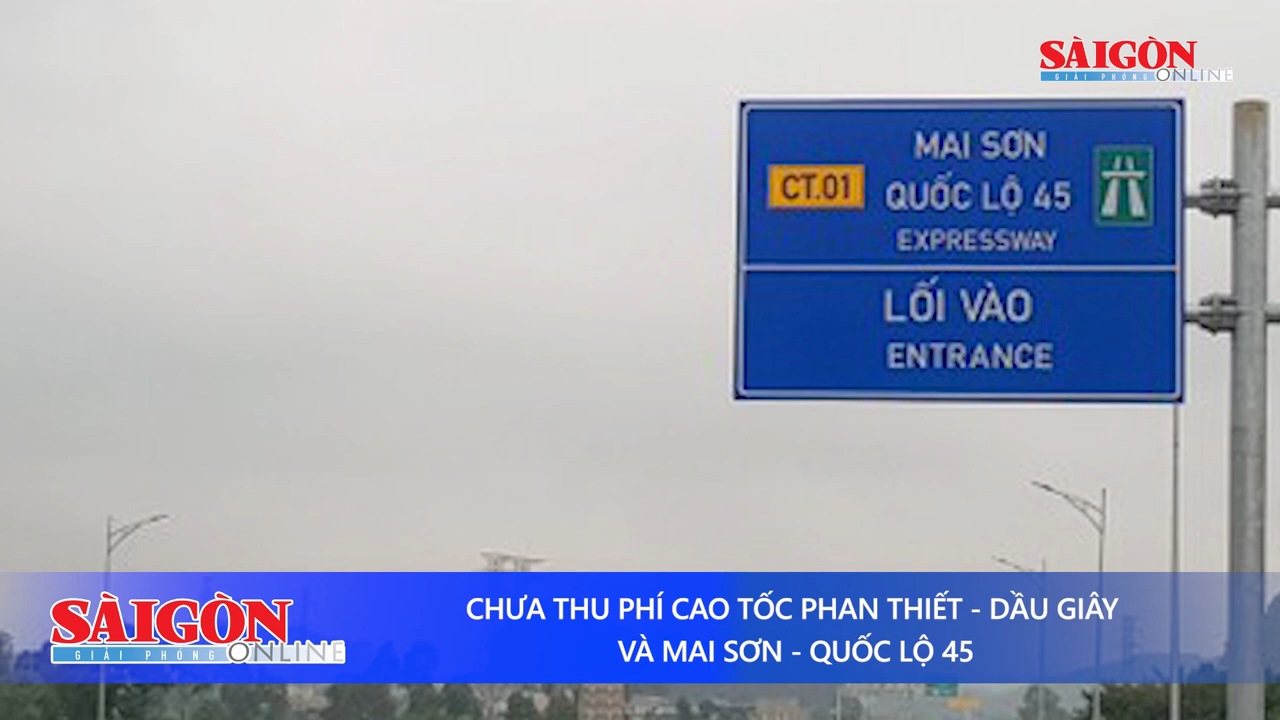 SÀIGÒN
GIẢI PHÓNG ONLINE
MAI SƠN
CT.01
QUỐC LỘ 45
EXPRESSWAY
LỐI VÀO
ENTRANCE
SÀIGÒN
GIẢI PHÓNG ONLINE
CHƯA THU PHÍ CAO TỐC PHAN THIẾT - DẦU GIÂY
VÀ MAI SƠN - QUỐC LỘ 45